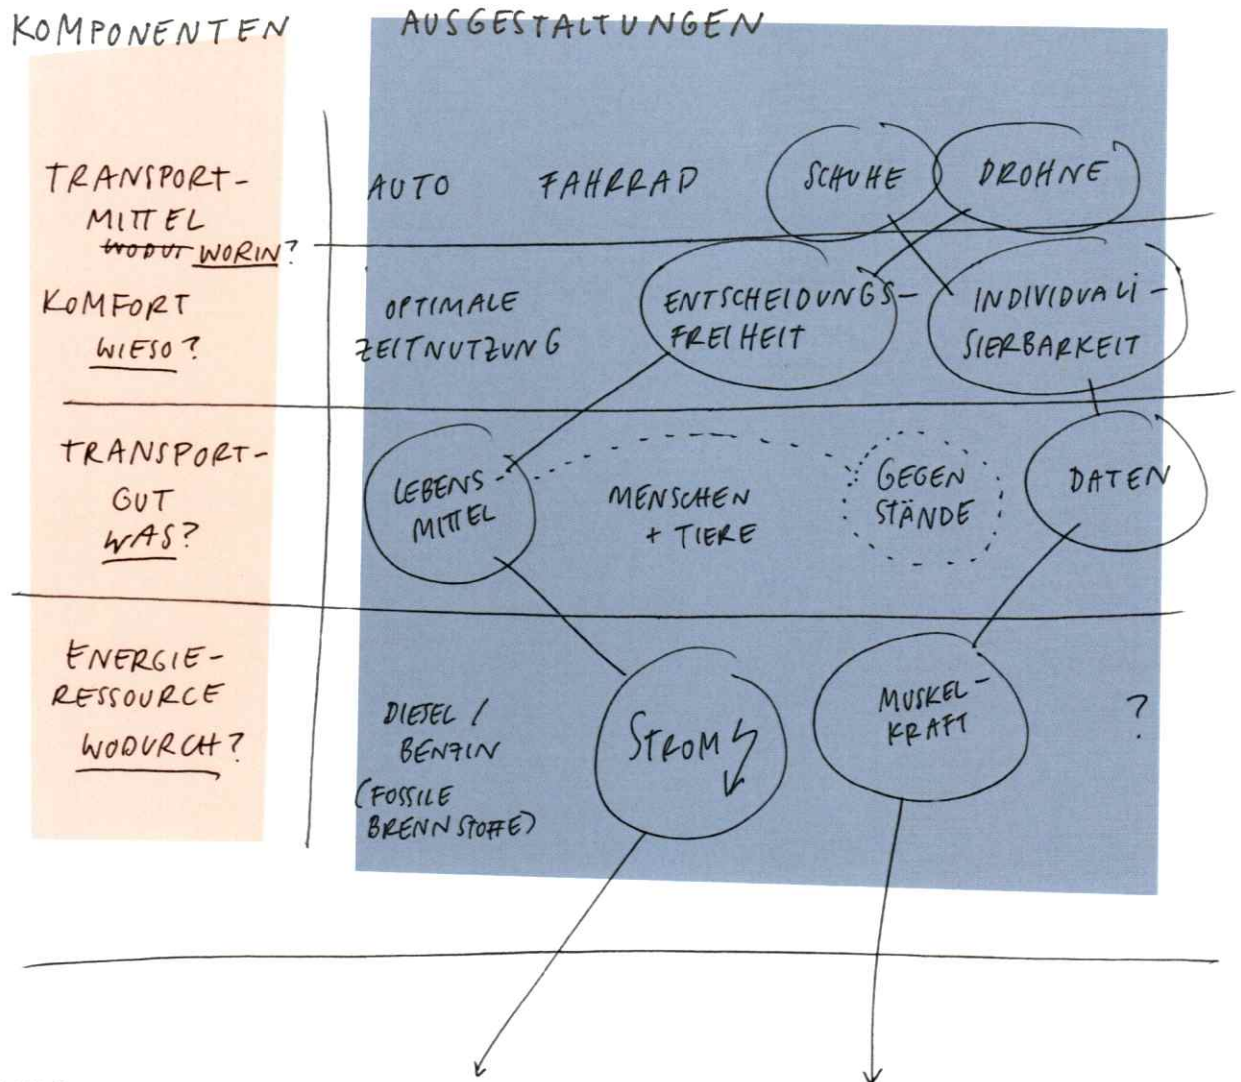 KOMPONENTEN
AUSGESTALTUNGEN
TRANSPORT-
MITTEL
WODUR WORIN?
AUTO
FAHRRAD
SCHUHE
DROHNE
KOMFORT
WIESO?
OPTIMALE
ZEITNUTZUNG
ENTSCHEIDUNGS-
FREIHEIT
INDIVIDUALI-
SIERBARKEIT
TRANSPORT-
GUT
WAS?
LEBENS-
MITTEL
MENSCHEN
+ TIERE
GEGEN
STÄNDE
DATEN
ENERGIE-
RESSOURCE
WODURCH?
DIESEL /
BENZIN
(FOSSILE
BRENNSTOFFE)
STROM
MUSKEL-
KRAFT
?